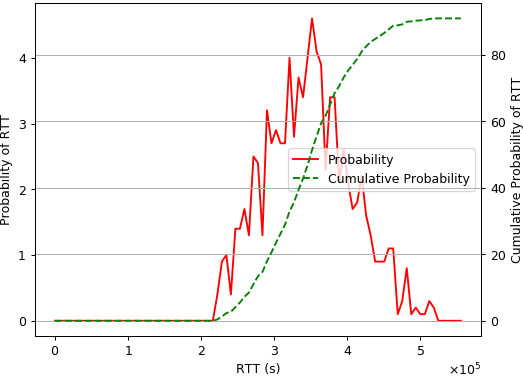 Probability of RTT
4
3
2
1
0
80
60
40
20
0
Cumulative Probability of RTT
Probability
Cumulative Probability
0 1 2 3 4 5
RTT (s)
×10⁵